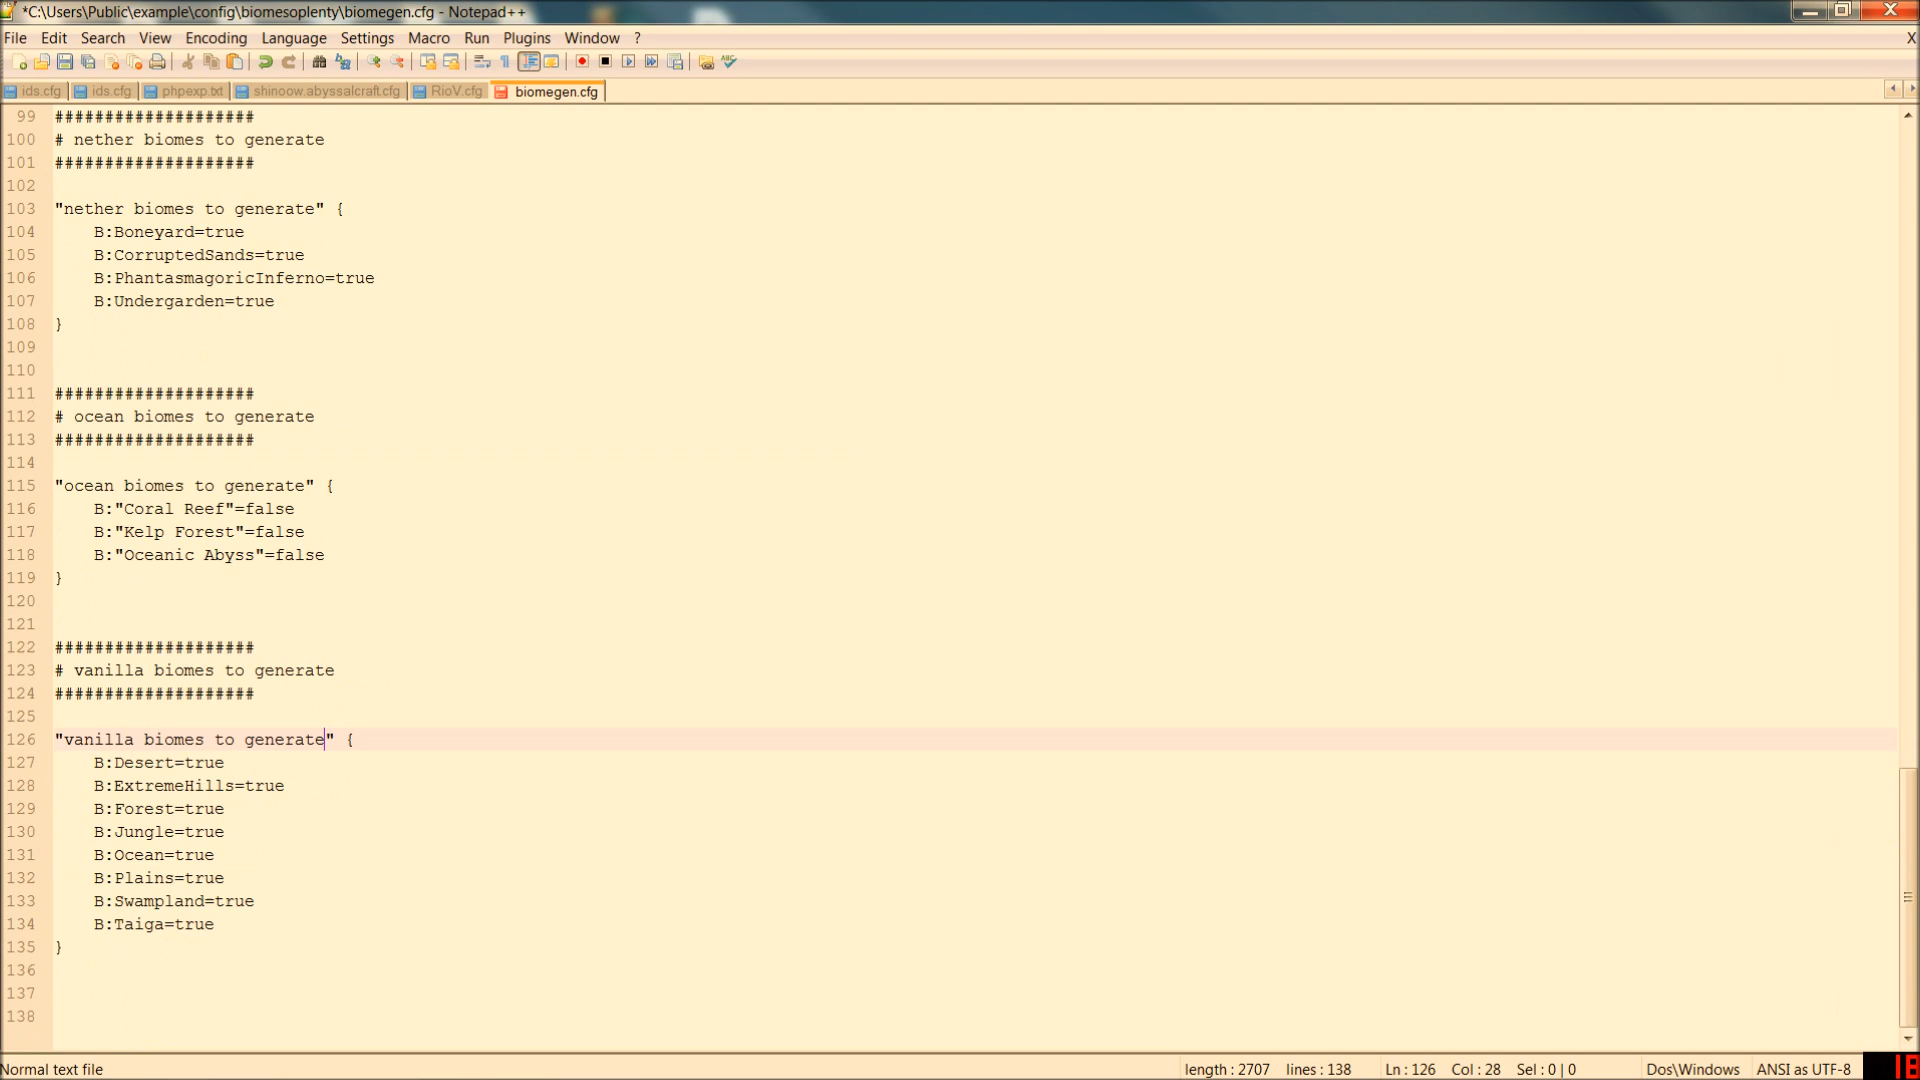 *C:\Users\Public\example\config\biomesoplenty\biomegen.cfg - Notepad++
File Edit Search View Encoding Language Settings Macro Run Plugins Window ? X
ids.cfg ids.cfg phpexp.txt shinoow.abyssalcraft.cfg RioV.cfg biomegen.cfg
99 ####################
100 # nether biomes to generate
101 ####################
102
103 "nether biomes to generate" {
104 B:Boneyard=true
105 B:CorruptedSands=true
106 B:PhantasmagoricInferno=true
107 B:Undergarden=true
108 }
109
110
111 ####################
112 # ocean biomes to generate
113 ####################
114
115 "ocean biomes to generate" {
116 B:"Coral Reef"=false
117 B:"Kelp Forest"=false
118 B:"Oceanic Abyss"=false
119 }
120
121
122 ####################
123 # vanilla biomes to generate
124 ####################
125
126 "vanilla biomes to generate" {
127 B:Desert=true
128 B:ExtremeHills=true
129 B:Forest=true
130 B:Jungle=true
131 B:Ocean=true
132 B:Plains=true
133 B:Swampland=true
134 B:Taiga=true
135 }
136
137
138
Normal text file length : 2707 lines : 138 Ln : 126 Col : 28 Sel : 0 | 0 Dos\Windows ANSI as UTF-8 18